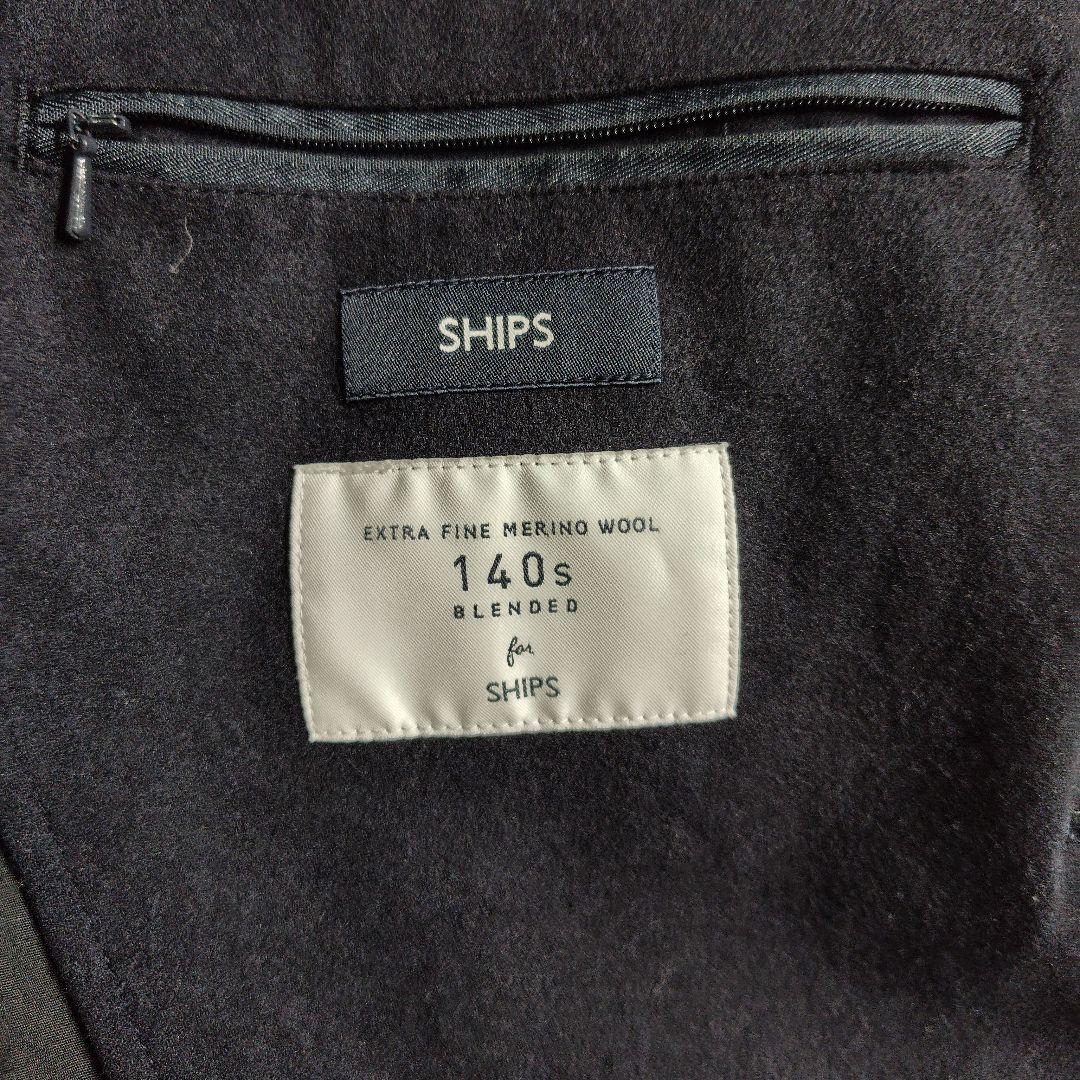 SHIPS
EXTRA FINE MERINO WOOL
140s
BLENDED
for
SHIPS